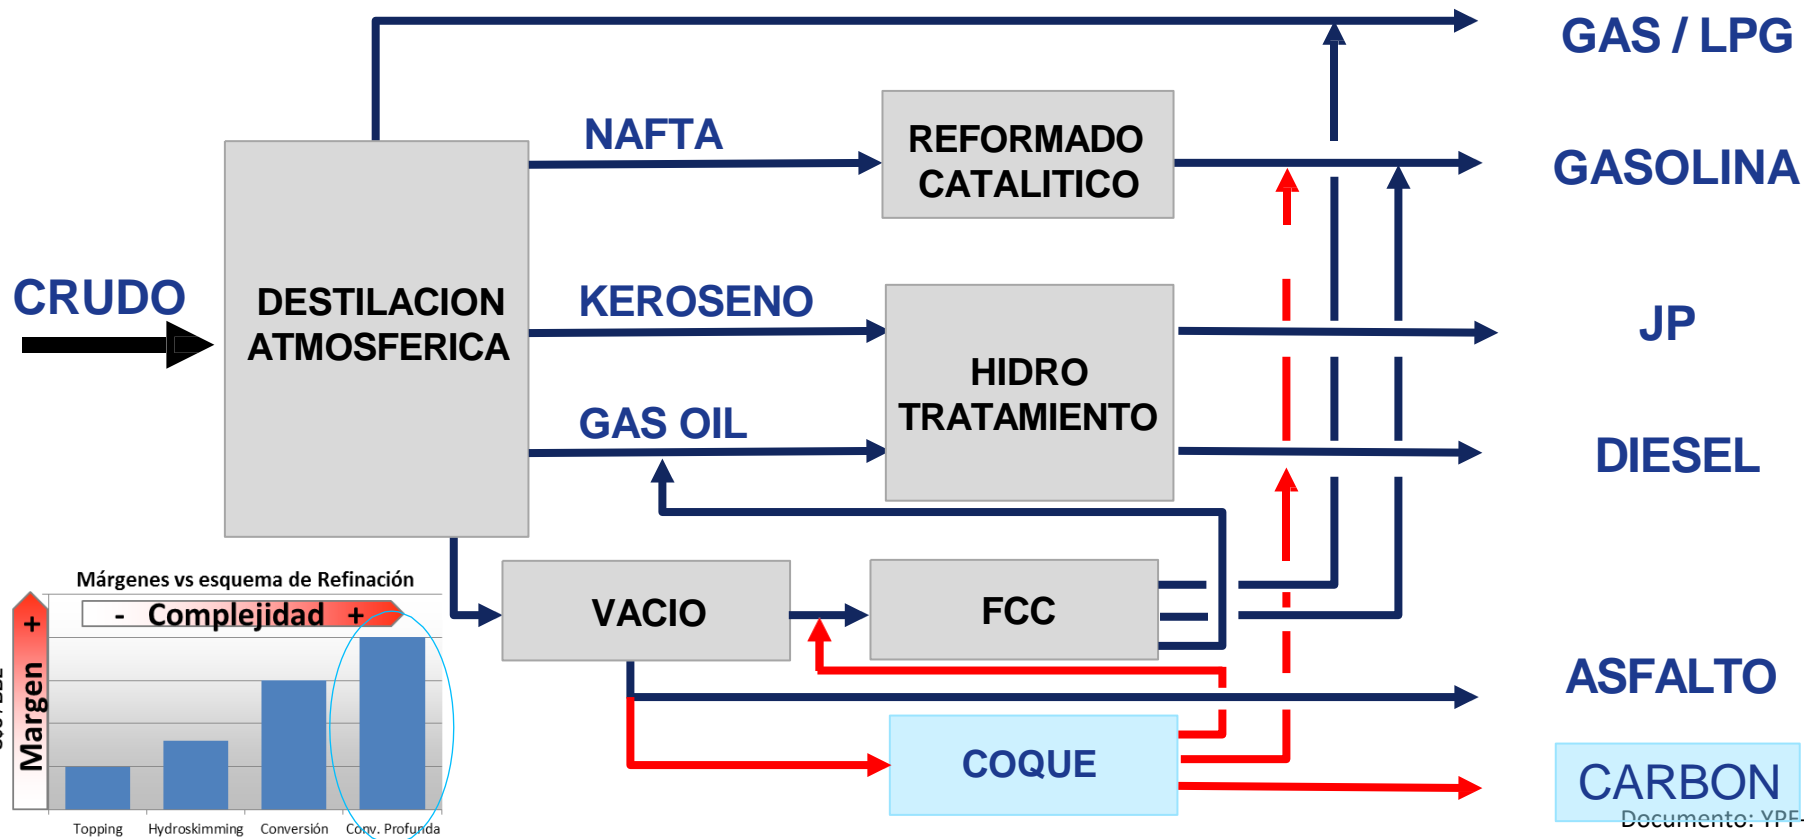 GAS / LPG
NAFTA
REFORMADO
CATALITICO
GASOLINA
CRUDO
DESTILACION
ATMOSFERICA
KEROSENO
JP
HIDRO
TRATAMIENTO
GAS OIL
DIESEL
VACIO
FCC
ASFALTO
COQUE
CARBON
Márgenes vs esquema de Refinación
- Complejidad +
Margen +
Topping
Hydroskimming
Conversión
Conv. Profunda
Documento: YPF-